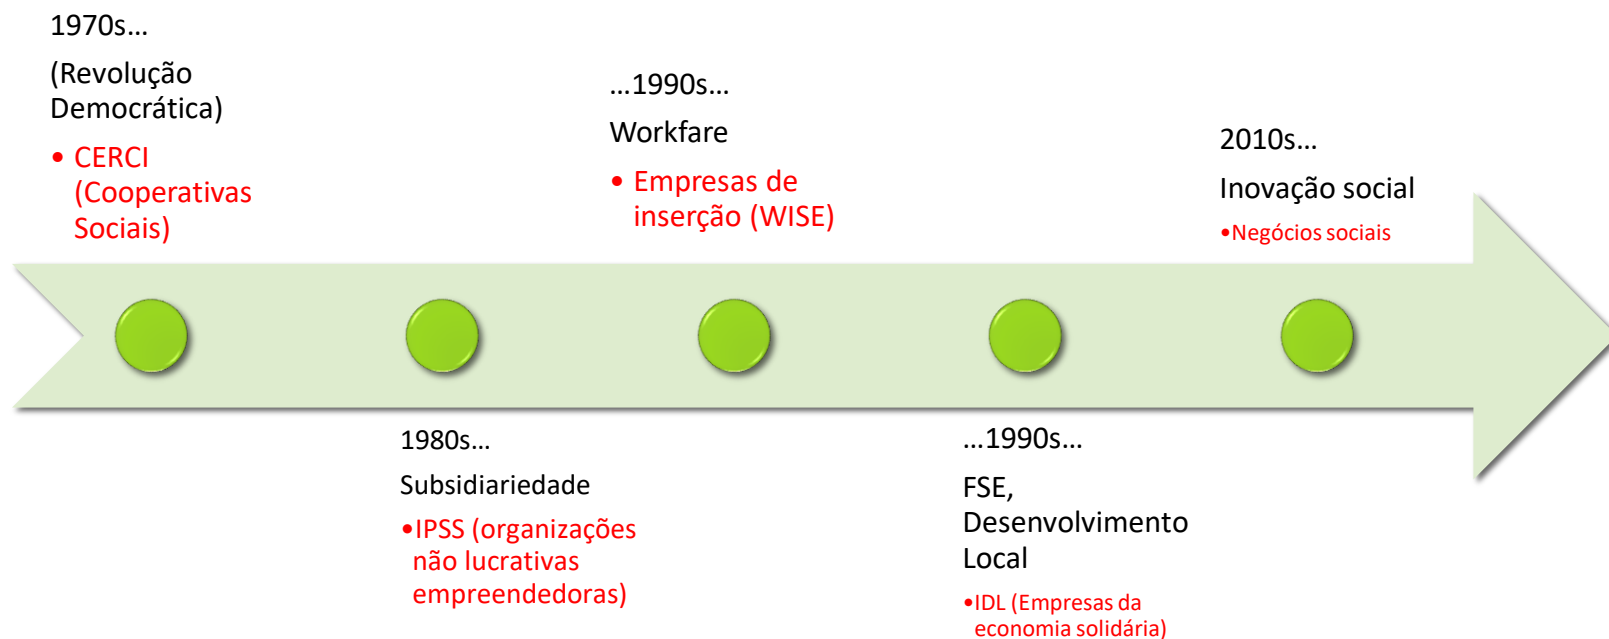 1970s...
(Revolução
Democrática)
• CERCI
(Cooperativas
Sociais)
1980s...
Subsidiariedade
•IPSS (organizações
não lucrativas
empreendedoras)
...1990s...
Workfare
• Empresas de
inserção (WISE)
...1990s...
FSE,
Desenvolvimento
Local
•IDL (Empresas da
economia solidária)
2010s...
Inovação social
•Negócios sociais